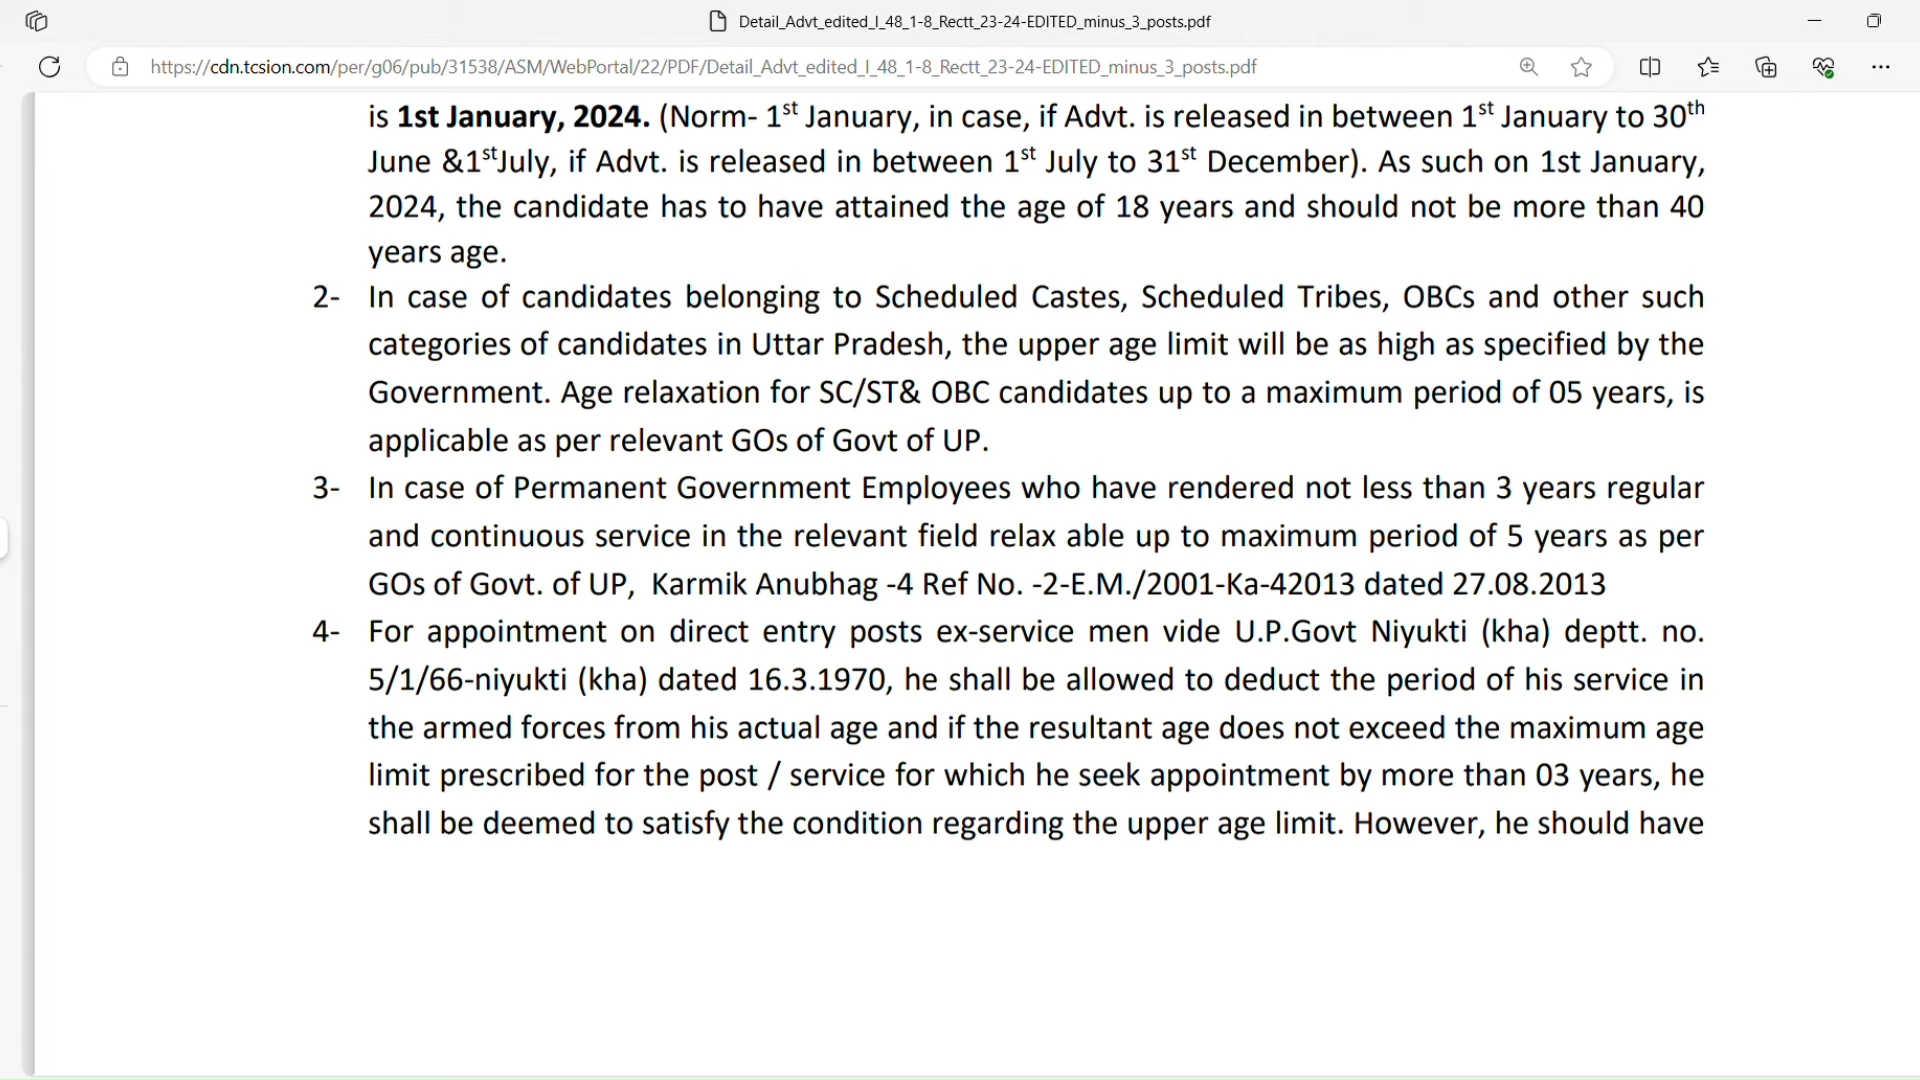 Detail_Advt_edited_I_48_1-8_Rectt_23-24-EDITED_minus_3_posts.pdf
https://cdn.tcsion.com/per/g06/pub/31538/ASM/WebPortal/22/PDF/Detail_Advt_edited_I_48_1-8_Rectt_23-24-EDITED_minus_3_posts.pdf
is 1st January, 2024. (Norm- 1st January, in case, if Advt. is released in between 1st January to 30th
June &1stJuly, if Advt. is released in between 1st July to 31st December). As such on 1st January,
2024, the candidate has to have attained the age of 18 years and should not be more than 40
years age.
2- In case of candidates belonging to Scheduled Castes, Scheduled Tribes, OBCs and other such
categories of candidates in Uttar Pradesh, the upper age limit will be as high as specified by the
Government. Age relaxation for SC/ST& OBC candidates up to a maximum period of 05 years, is
applicable as per relevant GOs of Govt of UP.
3- In case of Permanent Government Employees who have rendered not less than 3 years regular
and continuous service in the relevant field relax able up to maximum period of 5 years as per
GOs of Govt. of UP, Karmik Anubhag -4 Ref No. -2-E.M./2001-Ka-42013 dated 27.08.2013
4- For appointment on direct entry posts ex-service men vide U.P.Govt Niyukti (kha) deptt. no.
5/1/66-niyukti (kha) dated 16.3.1970, he shall be allowed to deduct the period of his service in
the armed forces from his actual age and if the resultant age does not exceed the maximum age
limit prescribed for the post / service for which he seek appointment by more than 03 years, he
shall be deemed to satisfy the condition regarding the upper age limit. However, he should have